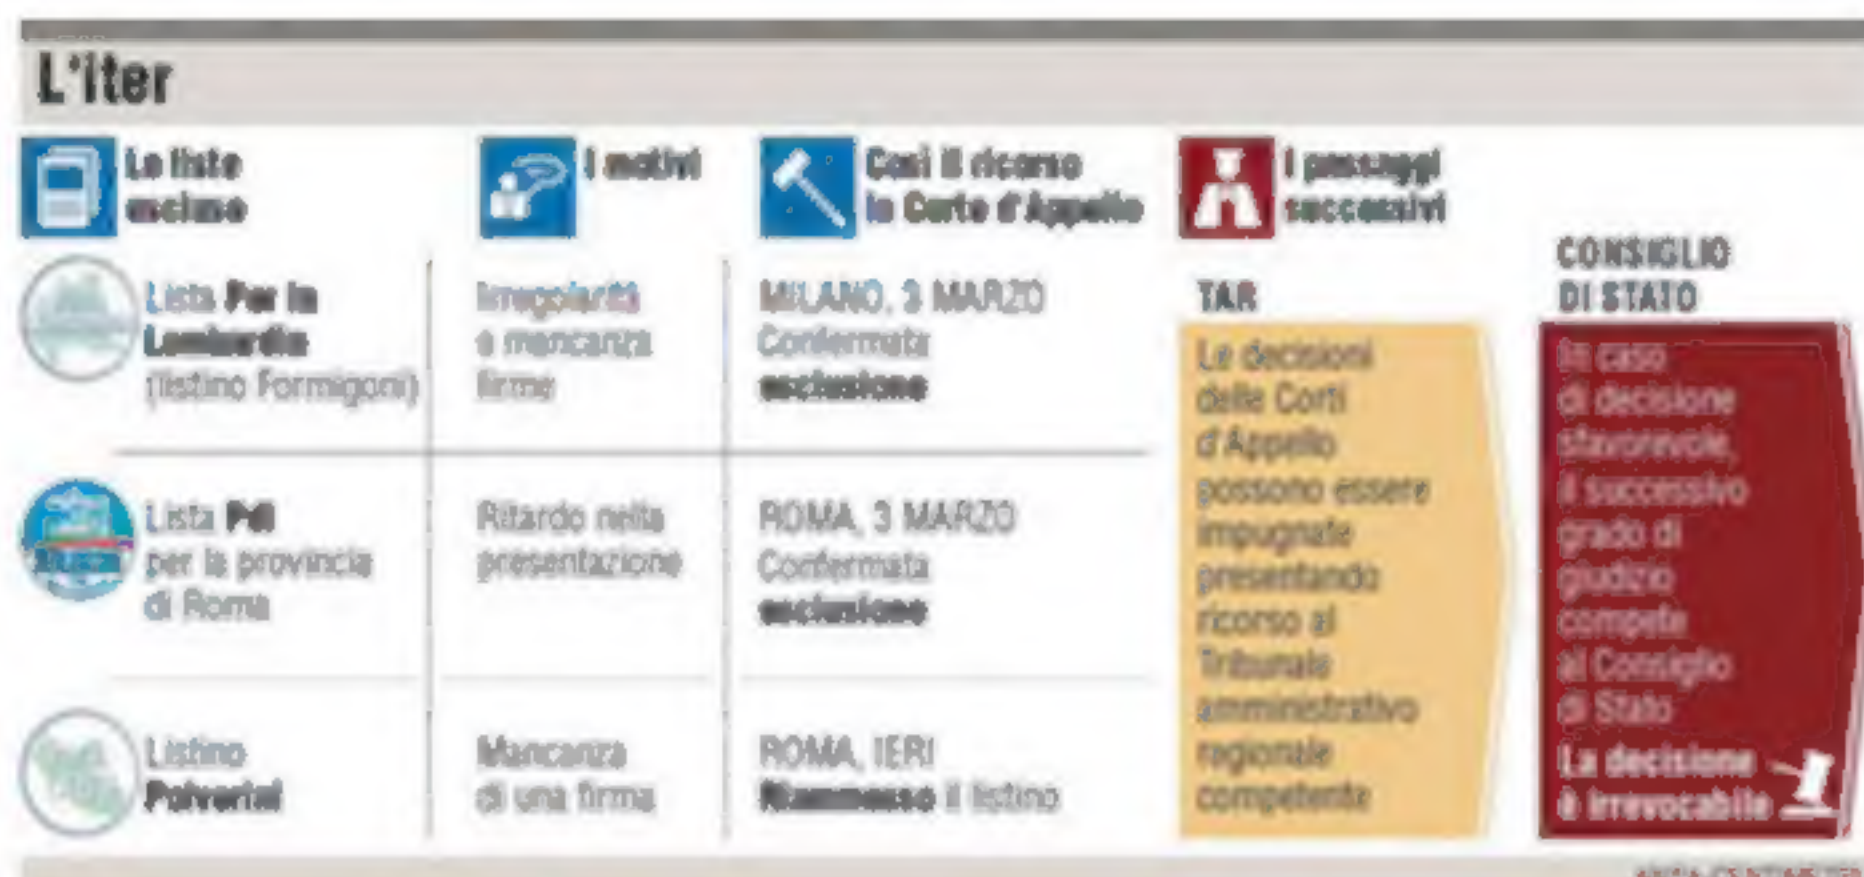 L'iter
Le liste
escluse
I motivi
Così il ricorso
in Corte d'Appello
I passaggi
successivi
Lista Per la
Lombardia
(listino Formigoni)
Irregolarità
e mancanza
firme
MILANO, 3 MARZO
Confermata
esclusione
Lista Pdl
per la provincia
di Roma
Ritardo nella
presentazione
ROMA, 3 MARZO
Confermata
esclusione
Listino
Polverini
Mancanza
di una firma
ROMA, IERI
Riammesso il listino
TAR
Le decisioni
delle Corti
d'Appello
possono essere
impugnate
presentando
ricorso al
Tribunale
amministrativo
regionale
competente
CONSIGLIO
DI STATO
In caso
di decisione
sfavorevole,
il successivo
grado di
giudizio
compete
al Consiglio
di Stato
La decisione
è irrevocabile